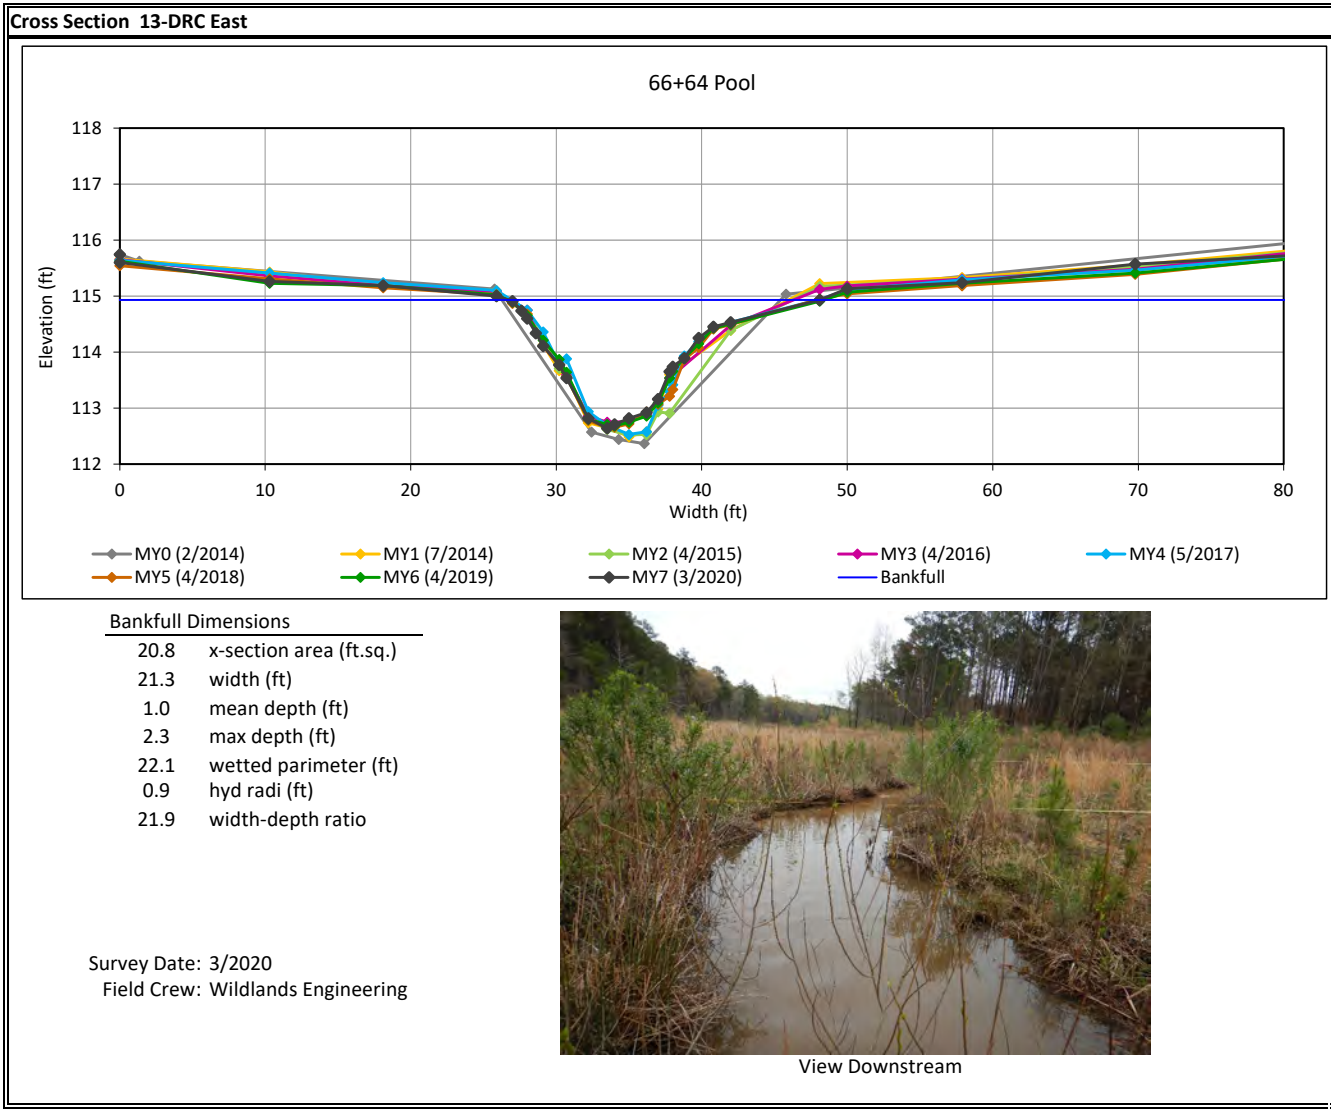 Cross Section 13-DRC East
66+64 Pool
118
117
116
115
114
113
112
Elevation (ft)
0 10 20 30 40 50 60 70 80
Width (ft)
MY0 (2/2014) MY1 (7/2014) MY2 (4/2015) MY3 (4/2016) MY4 (5/2017)
MY5 (4/2018) MY6 (4/2019) MY7 (3/2020) Bankfull
Bankfull Dimensions
20.8 x-section area (ft.sq.)
21.3 width (ft)
1.0 mean depth (ft)
2.3 max depth (ft)
22.1 wetted parimeter (ft)
0.9 hyd radi (ft)
21.9 width-depth ratio
Survey Date: 3/2020
Field Crew: Wildlands Engineering
View Downstream